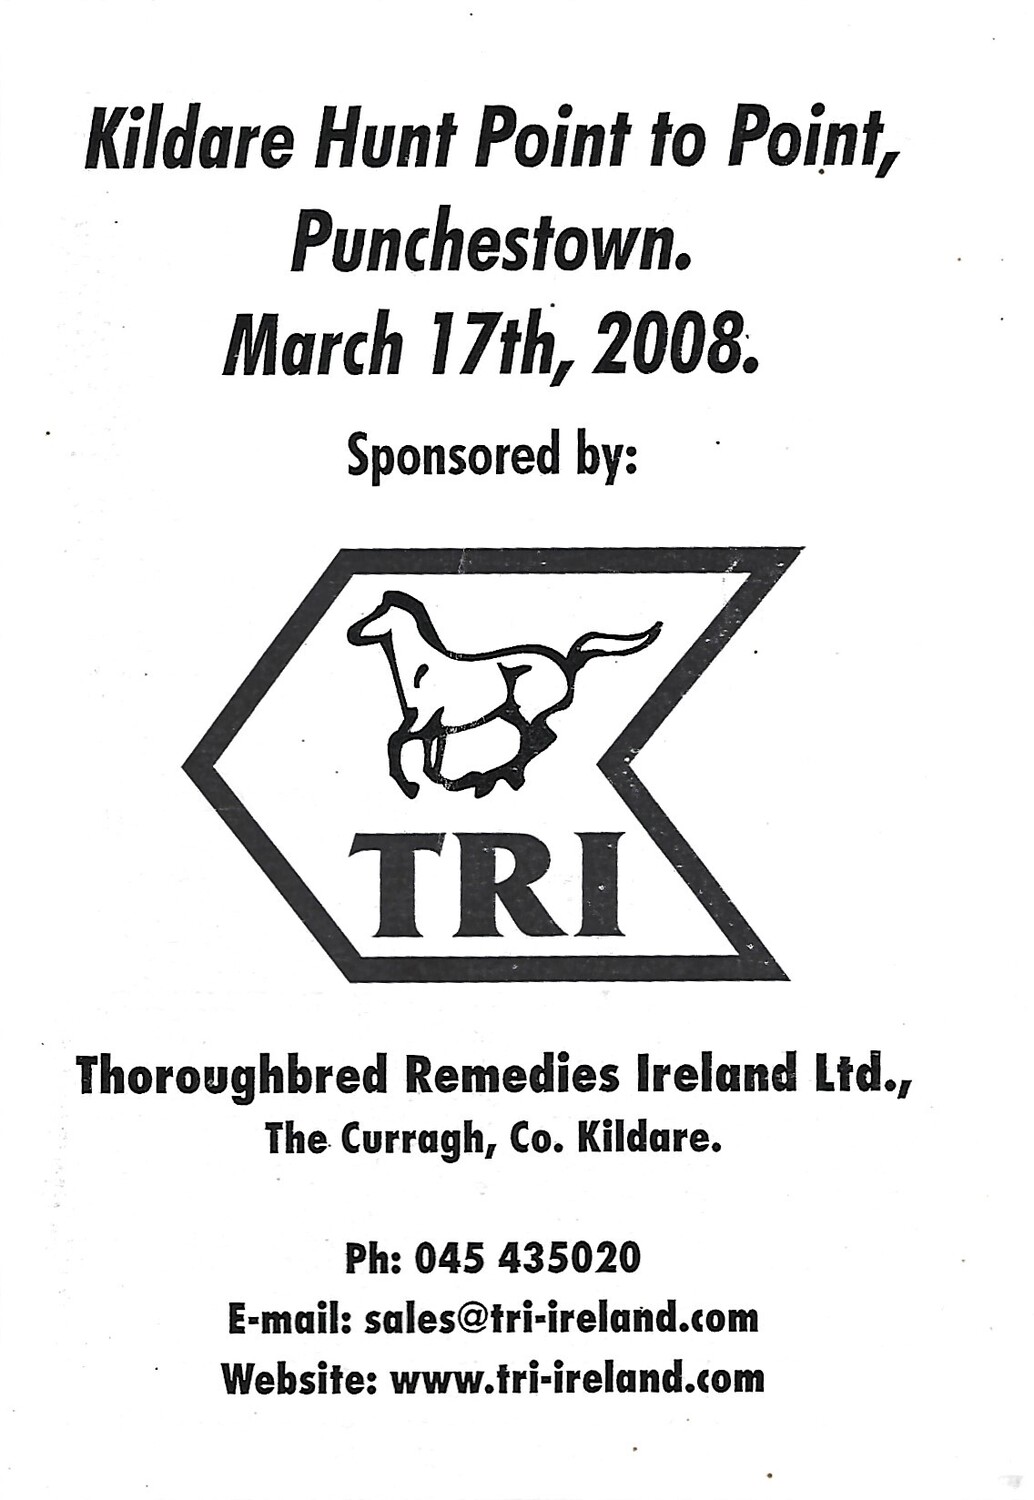 Kildare Hunt Point to Point,
Punchestown.
March 17th, 2008.
Sponsored by:
TRI
Thoroughbred Remedies Ireland Ltd.,
The Curragh, Co. Kildare.
Ph: 045 435020
E-mail: sales@tri-ireland.com
Website: www.tri-ireland.com